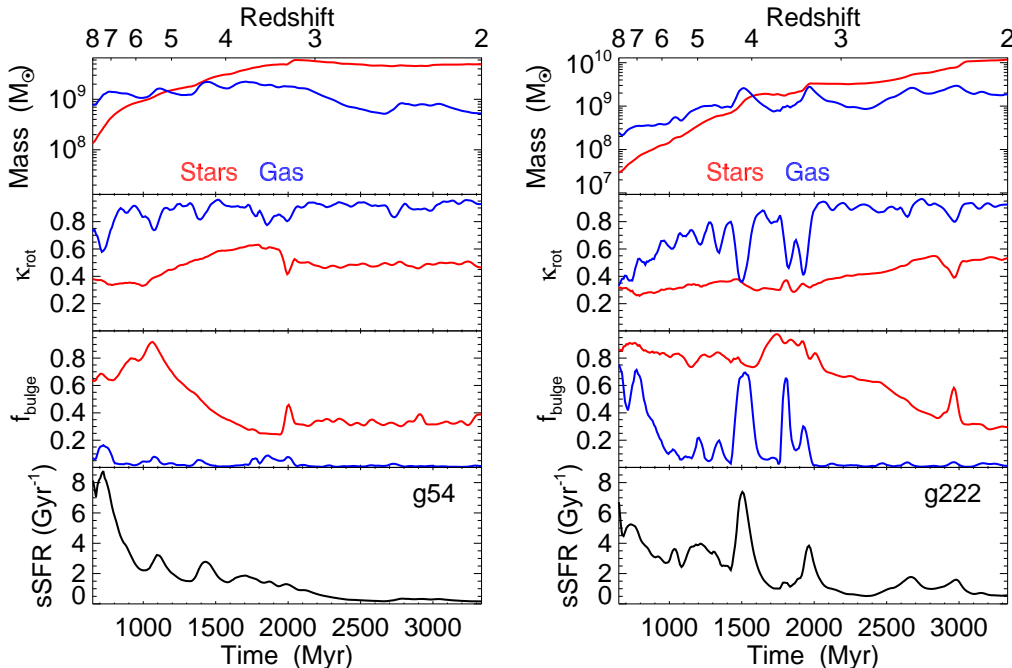 Redshift
8 7 6 5 4 3 2
Mass (M☉)
10⁹
10⁸
Stars Gas
κrot
0.8
0.6
0.4
0.2
fbulge
0.8
0.6
0.4
0.2
sSFR (Gyr⁻¹)
8
6
4
2
0
g54
1000 1500 2000 2500 3000
Time (Myr)
Redshift
8 7 6 5 4 3 2
Mass (M☉)
10¹⁰
10⁹
10⁸
10⁷
Stars Gas
κrot
0.8
0.6
0.4
0.2
fbulge
0.8
0.6
0.4
0.2
sSFR (Gyr⁻¹)
8
6
4
2
0
g222
1000 1500 2000 2500 3000
Time (Myr)